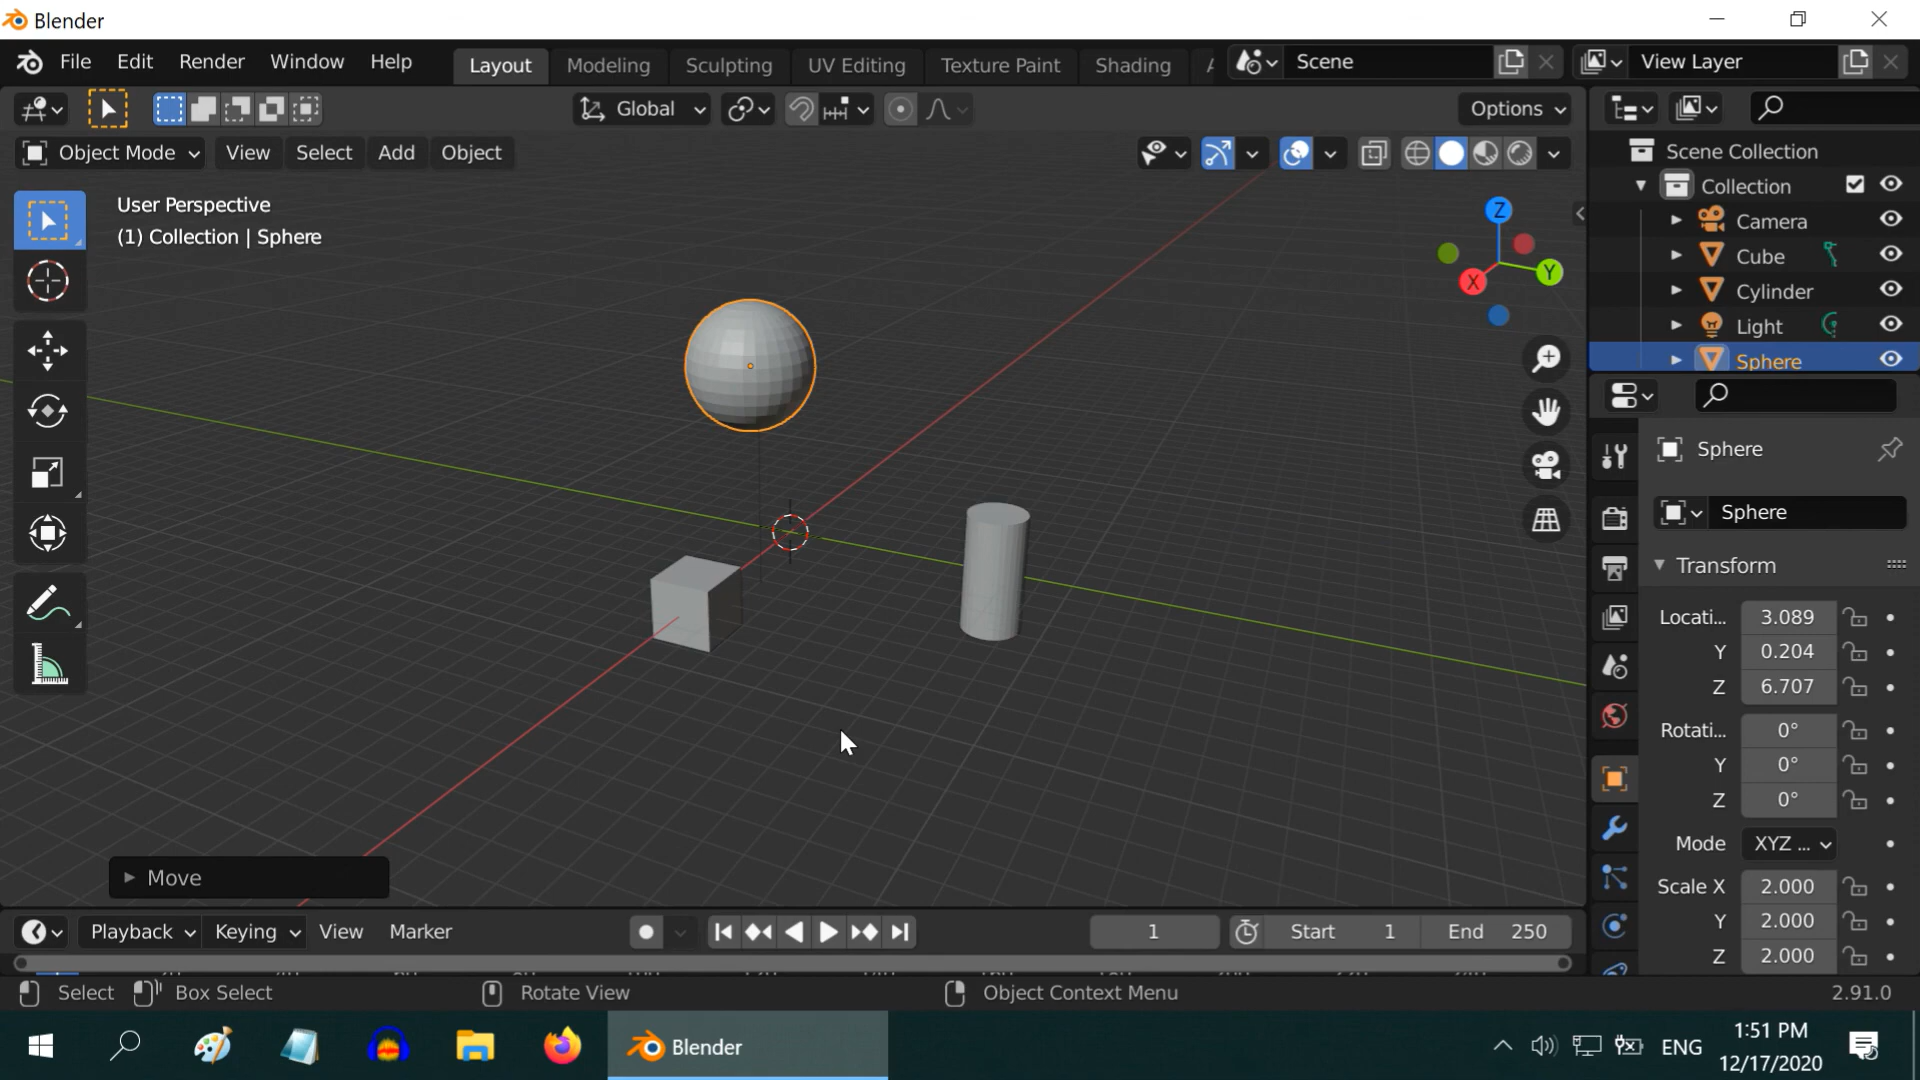 Blender
File Edit Render Window Help Layout Modeling Sculpting UV Editing Texture Paint Shading Scene View Layer
Global Options
Object Mode View Select Add Object
User Perspective
(1) Collection | Sphere
Z
Y
X
Scene Collection
Collection
Camera
Cube
Cylinder
Light
Sphere
Sphere
Sphere
Transform
Locati... 3.089
Y 0.204
Z 6.707
Rotati... 0°
Y 0°
Z 0°
Mode XYZ ...
Scale X 2.000
Y 2.000
Z 2.000
Move
Playback Keying View Marker 1 Start 1 End 250
Select Box Select Rotate View Object Context Menu 2.91.0
Blender ENG 1:51 PM
12/17/2020